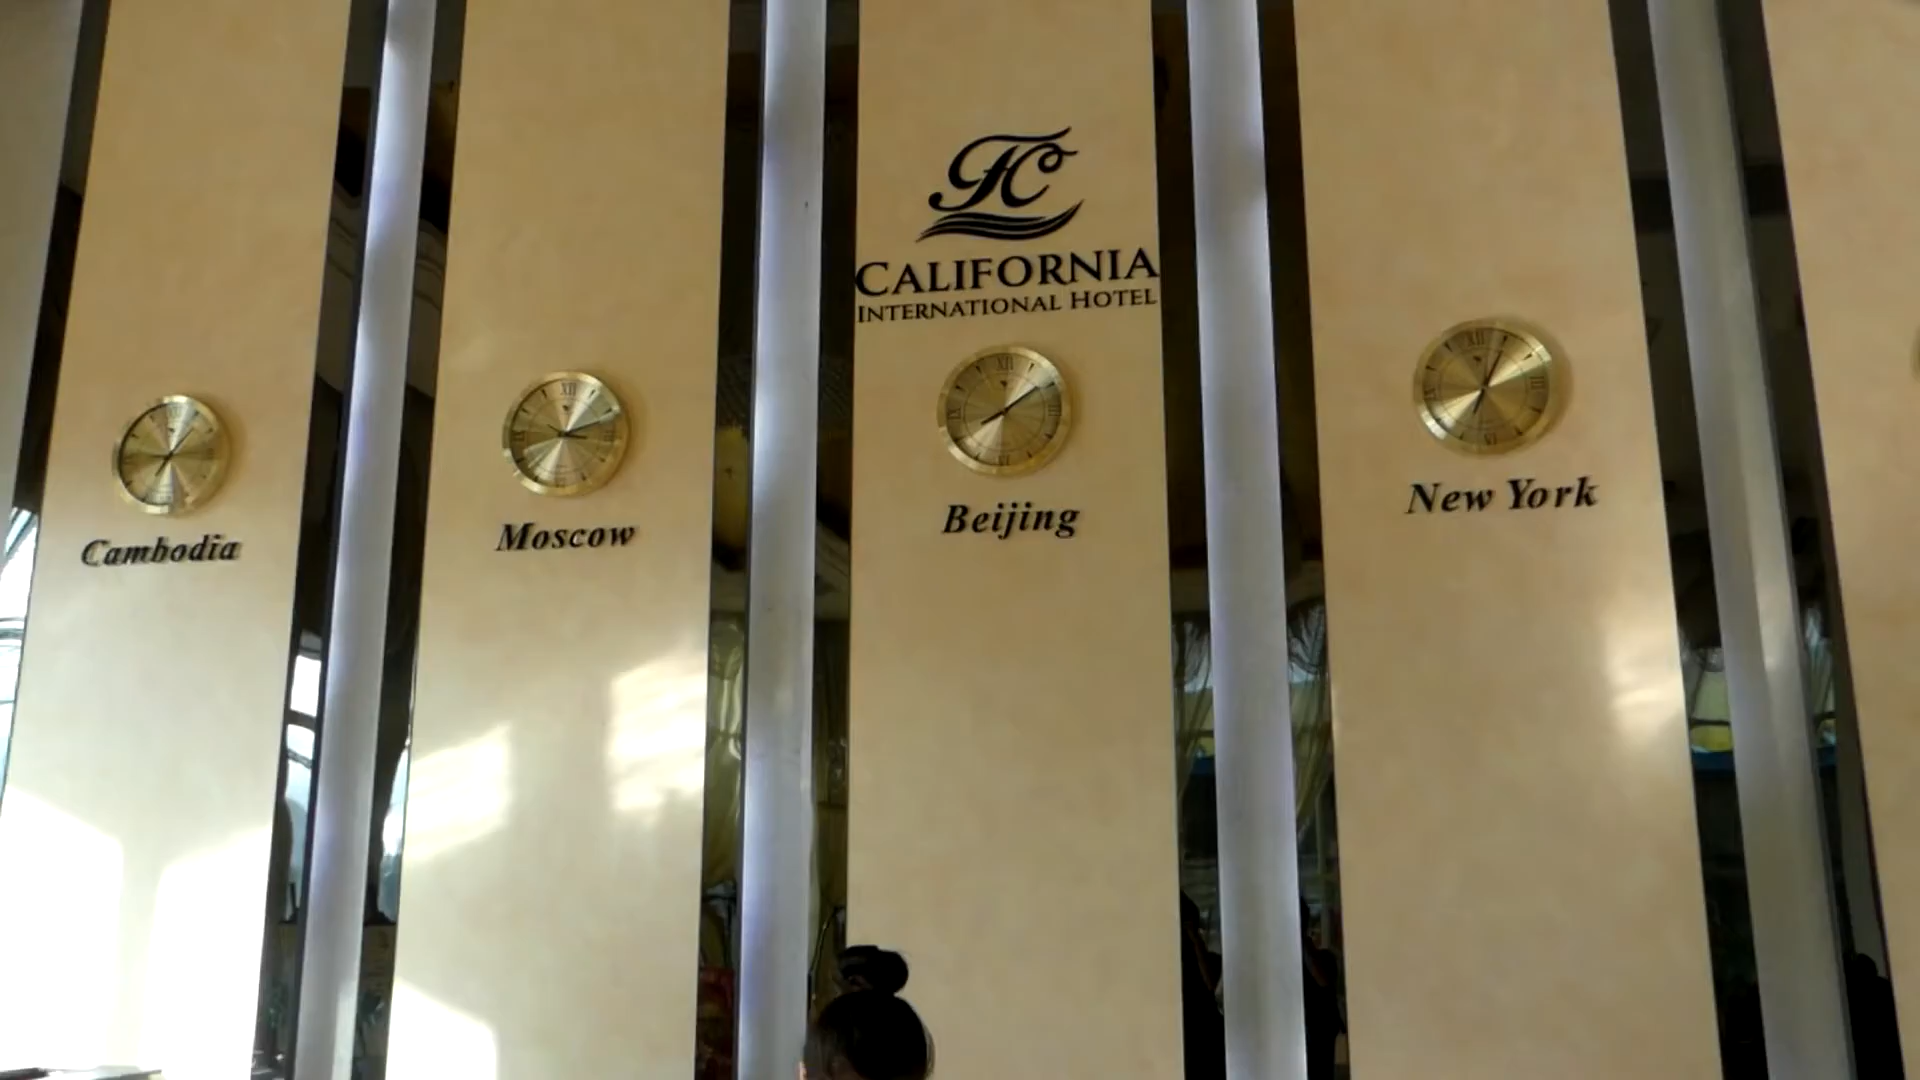 CALIFORNIA
INTERNATIONAL HOTEL
Cambodia
Moscow
Beijing
New York